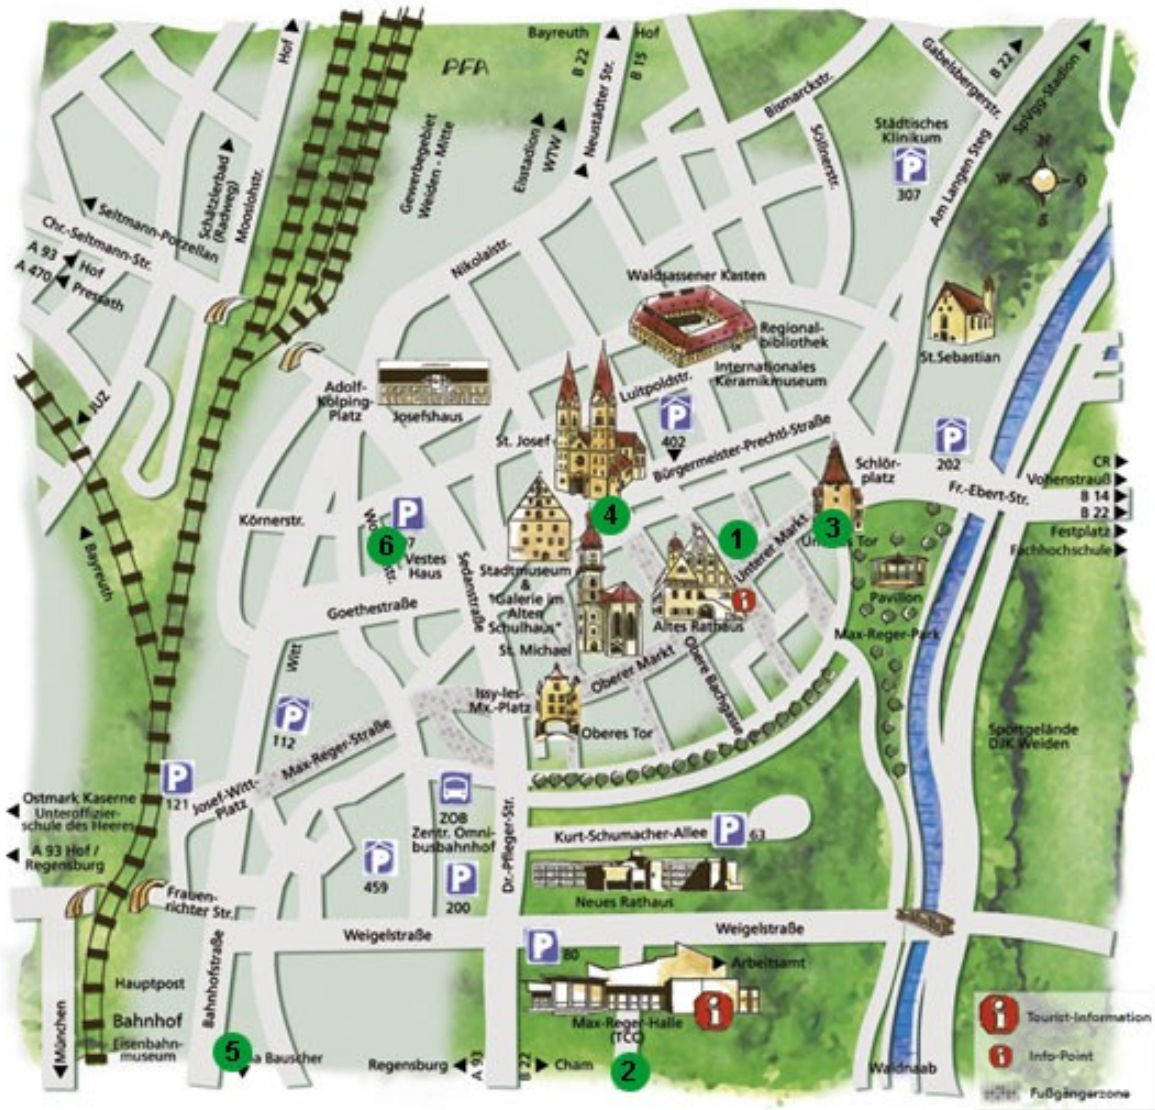 Hof
Bayreuth
Hof
B 22
B 15
Neustädter Str.
Gabelsbergerstr.
B 22
SpVgg-Stadion
Bismarckstr.
Söllnerstr.
Städtisches
Klinikum
P
307
Am Langen Steg
N
W
O
S
Gewerbegebiet
Weiden - Mitte
Eisstadion
WTW
Schätzlerbad
(Radweg)
Mooslohstr.
Seltmann-Porzellan
Chr.-Seltmann-Str.
A 93
Hof
A 470
Pressath
Nikolaistr.
Waldsassener Kasten
Regional-
bibliothek
Internationales
Keramikmuseum
St.Sebastian
JUZ
Adolf-
Kolping-
Platz
Josefshaus
Luitpoldstr.
P
402
St. Josef
Bürgermeister-Prechtl-Straße
Schlör-
platz
P
202
Fr.-Ebert-Str.
CR
Vohenstrauß
B 14
B 22
Festplatz
Fachhochschule
Bayreuth
Körnerstr.
P
4
1
3
6
7
Vestes
Haus
Sedanstraße
Stadtmuseum
&
"Galerie im
Alten
Schulhaus"
Unterer Markt
Tor
Pavillon
Max-Reger-Park
Goethestraße
St. Michael
Altes Rathaus
i
Witt
Issy-les-
Mx.-Platz
Oberer Markt
Obere Bachgasse
Oberes Tor
P
112
Max-Reger-Straße
Sportgelände
DJK Weiden
P
121
Josef-Witt-
Platz
Ostmark Kaserne
Unteroffizier-
schule des Heeres
A 93 Hof /
Regensburg
ZOB
Zentr. Omni-
busbahnhof
Dr.-Pfleger-Str.
Kurt-Schumacher-Allee
P
63
P
459
P
200
Neues Rathaus
Frauen-
richter Str.
Weigelstraße
Weigelstraße
P
80
Arbeitsamt
Hauptpost
Bahnhofstraße
Bahnhof
Eisenbahn-
museum
München
Max-Reger-Halle
(TCC)
i
5
a Bauscher
Regensburg
A 93
B 22
Cham
2
Waldnaab
i
Tourist-Information
i
Info-Point
Fußgängerzone